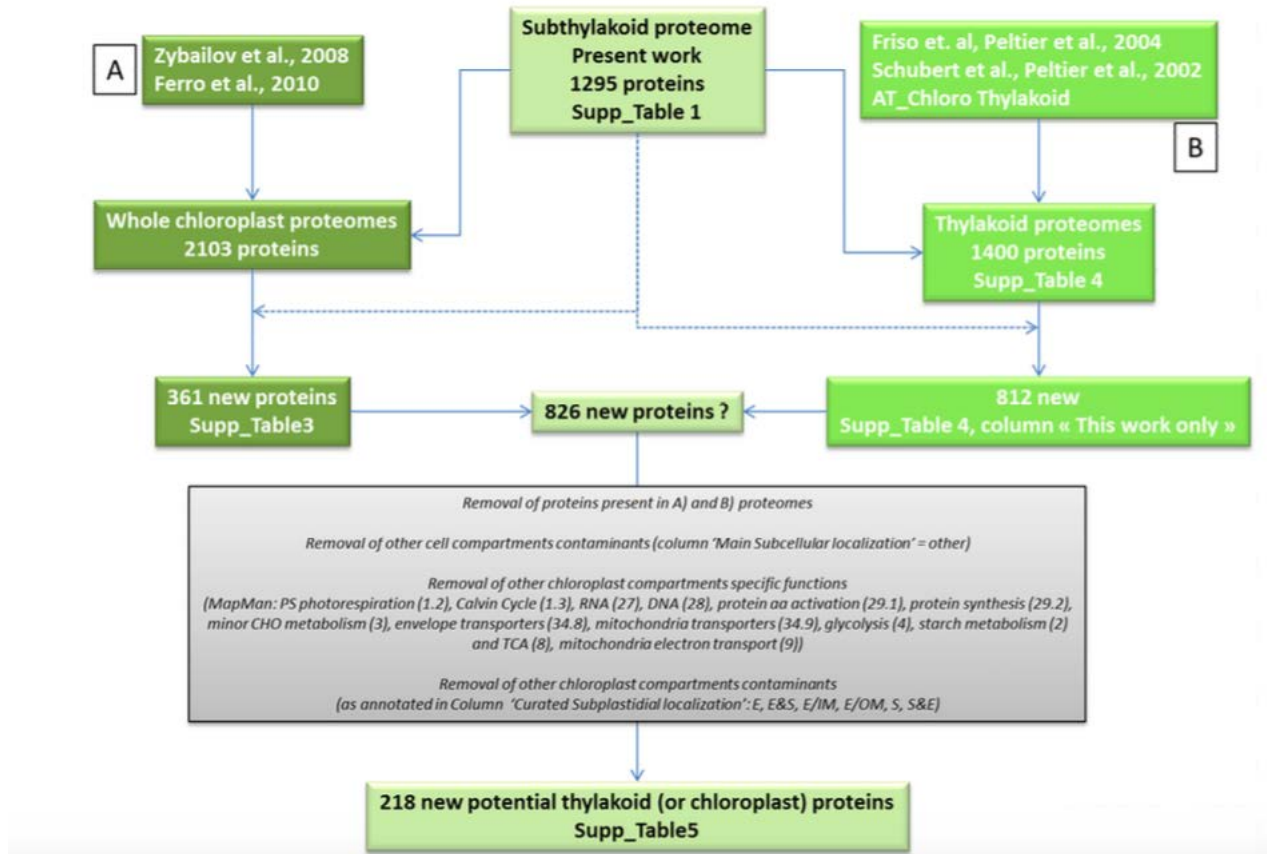 A
Zybailov et al., 2008
Ferro et al., 2010
Subthylakoid proteome
Present work
1295 proteins
Supp_Table 1
Friso et. al, Peltier et al., 2004
Schubert et al., Peltier et al., 2002
AT_Chloro Thylakoid
B
Whole chloroplast proteomes
2103 proteins
Thylakoid proteomes
1400 proteins
Supp_Table 4
361 new proteins
Supp_Table3
826 new proteins ?
812 new
Supp_Table 4, column « This work only »
Removal of proteins present in A) and B) proteomes
Removal of other cell compartments contaminants (column 'Main Subcellular localization' = other)
Removal of other chloroplast compartments specific functions
(MapMan: PS photorespiration (1.2), Calvin Cycle (1.3), RNA (27), DNA (28), protein aa activation (29.1), protein synthesis (29.2),
minor CHO metabolism (3), envelope transporters (34.8), mitochondria transporters (34.9), glycolysis (4), starch metabolism (2)
and TCA (8), mitochondria electron transport (9))
Removal of other chloroplast compartments contaminants
(as annotated in Column 'Curated Subplastidial localization': E, E&S, E/IM, E/OM, S, S&E)
218 new potential thylakoid (or chloroplast) proteins
Supp_Table5